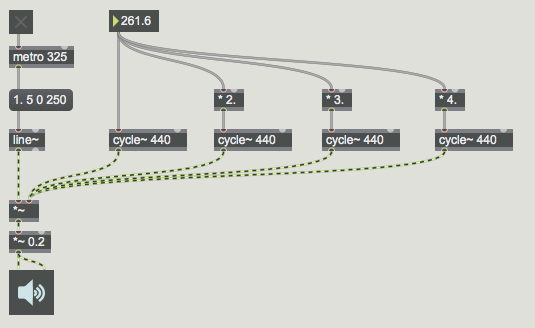 261.6
metro 325
* 2.
* 3.
* 4.
1. 5 0 250
line~
cycle~ 440
cycle~ 440
cycle~ 440
cycle~ 440
*~
*~ 0.2